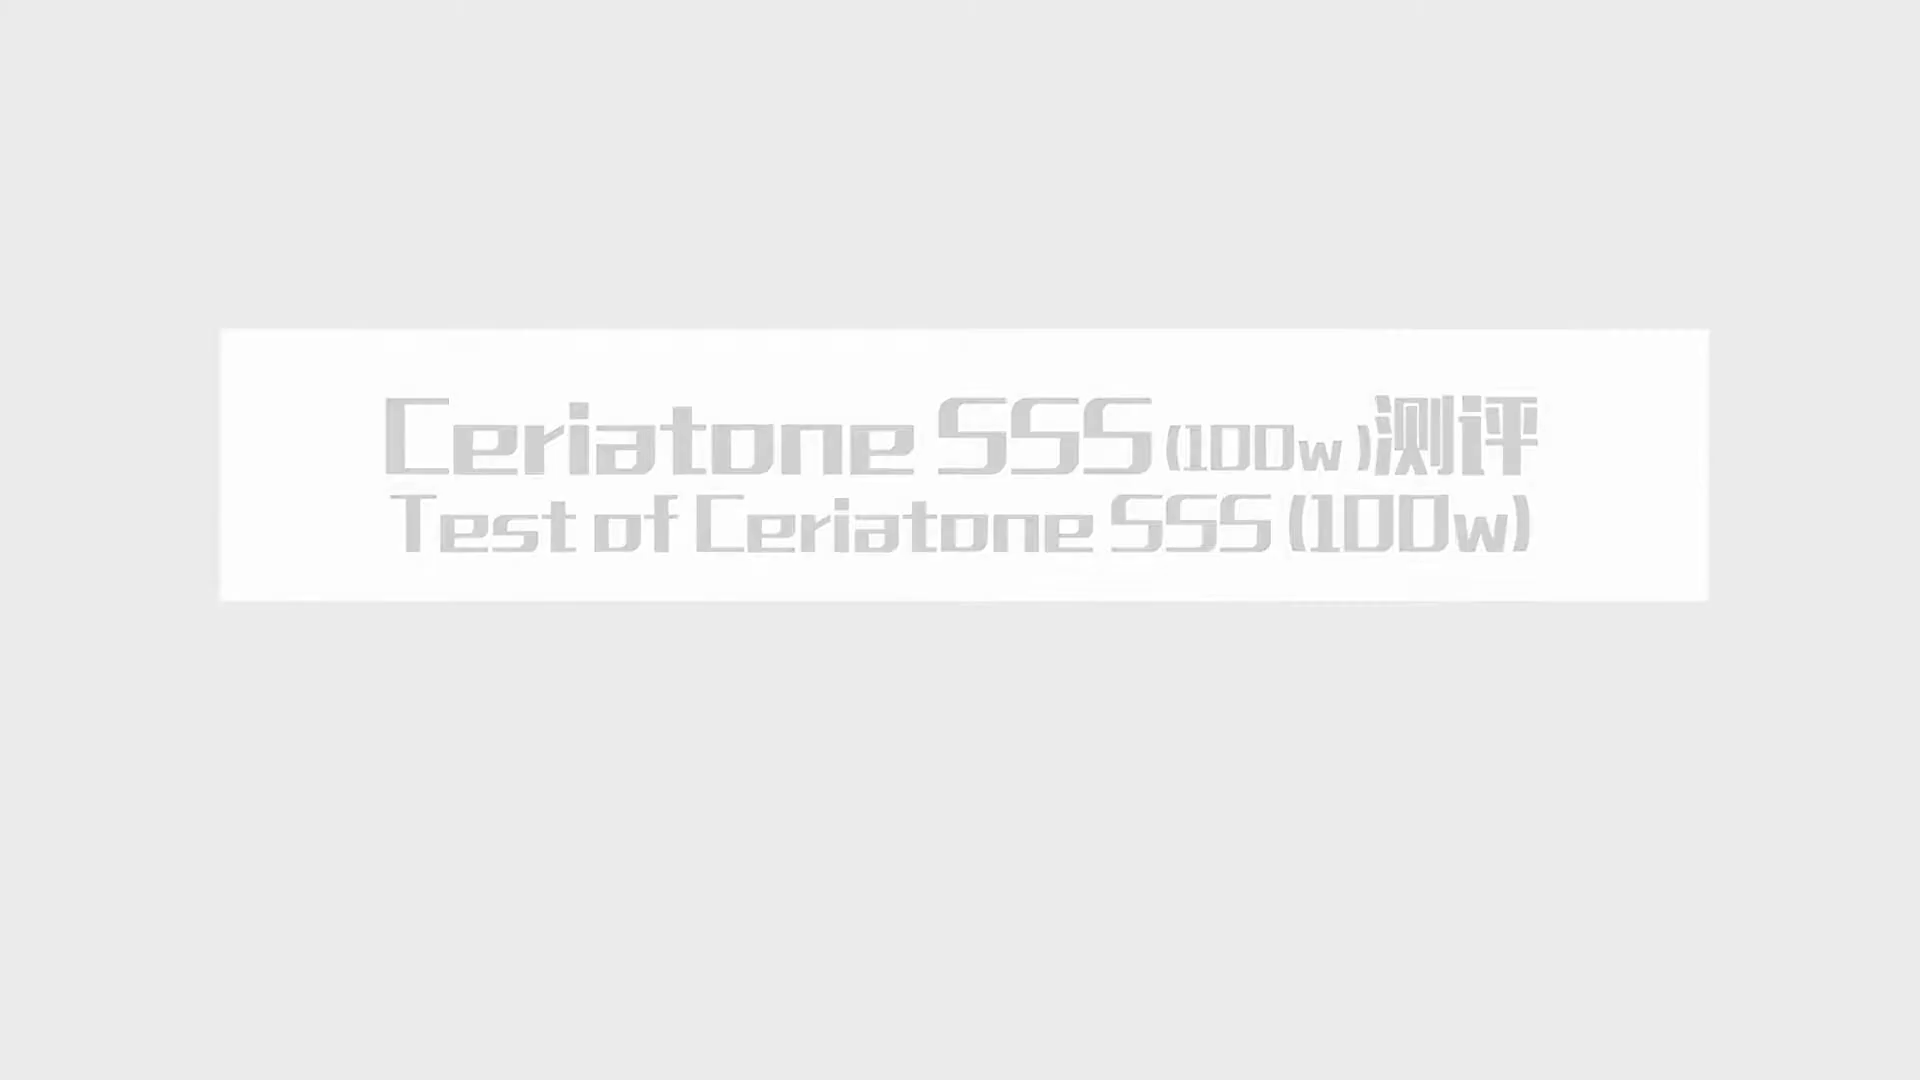 Ceriatone SSS (100w)测评
Test of Ceriatone SSS (100w)